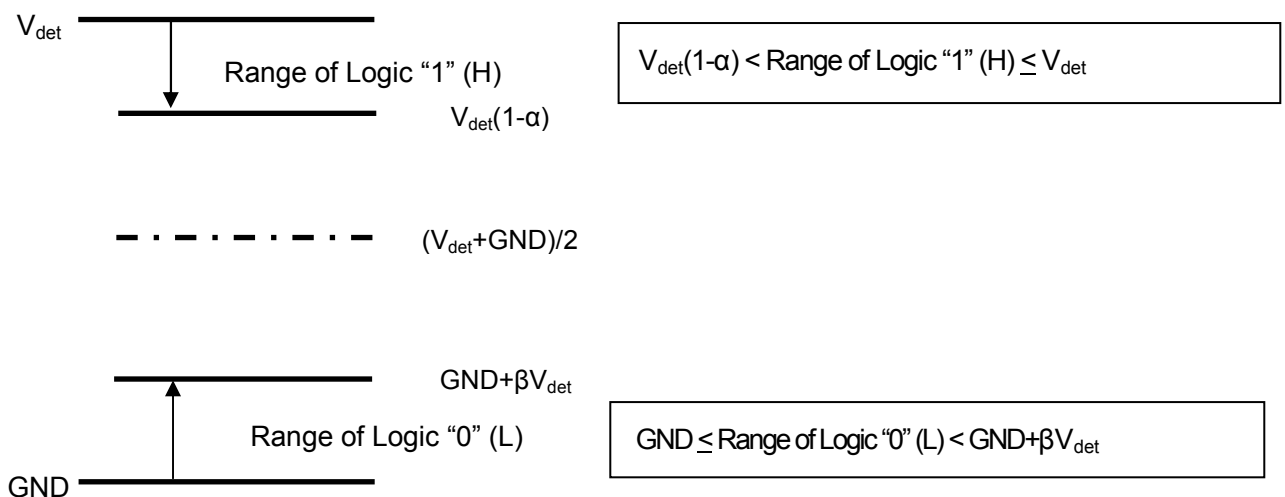 V_det
Range of Logic “1” (H)
V_det(1-α) < Range of Logic “1” (H) ≤ V_det
V_det(1-α)
(V_det+GND)/2
GND+βV_det
Range of Logic “0” (L)
GND ≤ Range of Logic “0” (L) < GND+βV_det
GND